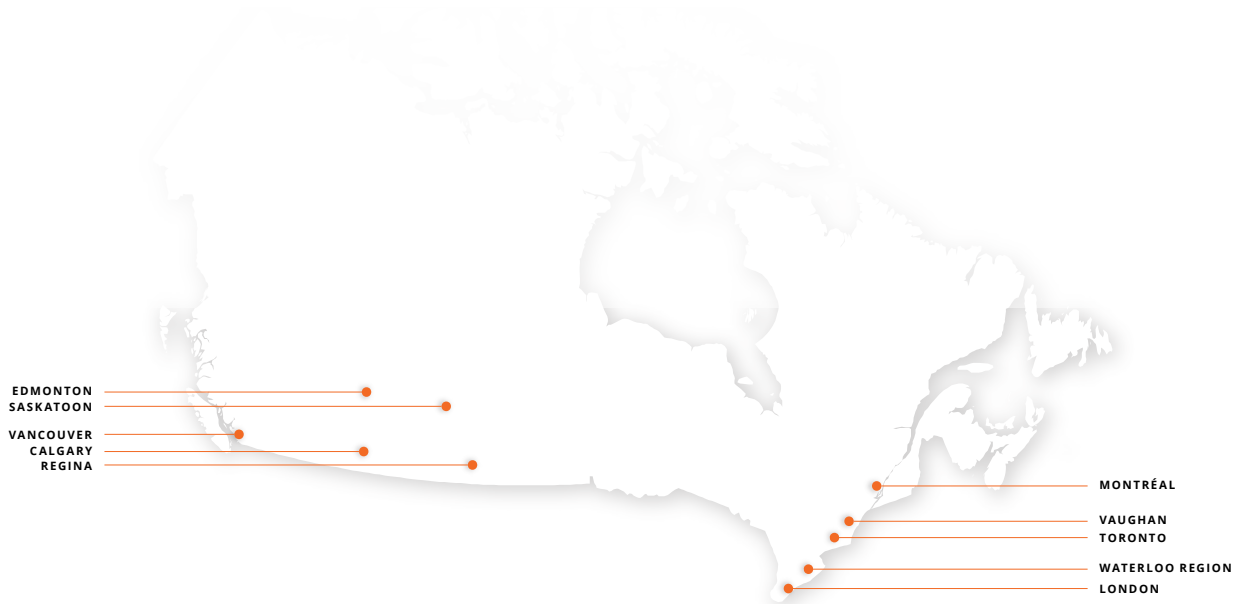 EDMONTON
SASKATOON
VANCOUVER
CALGARY
REGINA
MONTRÉAL
VAUGHAN
TORONTO
WATERLOO REGION
LONDON